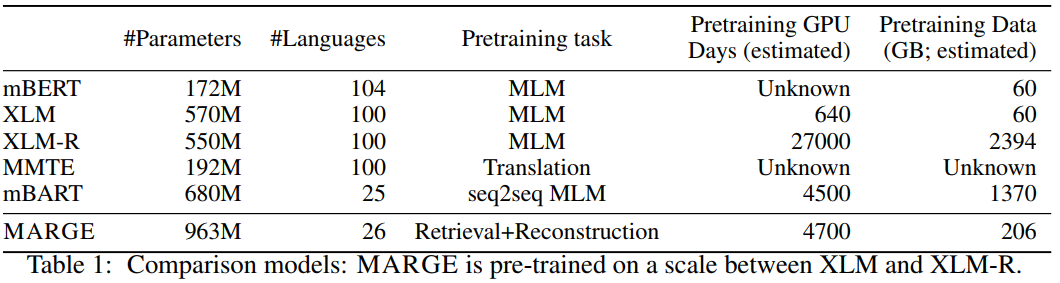 #Parameters #Languages Pretraining task Pretraining GPU Days (estimated) Pretraining Data (GB; estimated)
mBERT 172M 104 MLM Unknown 60
XLM 570M 100 MLM 640 60
XLM-R 550M 100 MLM 27000 2394
MMTE 192M 100 Translation Unknown Unknown
mBART 680M 25 seq2seq MLM 4500 1370
MARGE 963M 26 Retrieval+Reconstruction 4700 206
Table 1: Comparison models: MARGE is pre-trained on a scale between XLM and XLM-R.